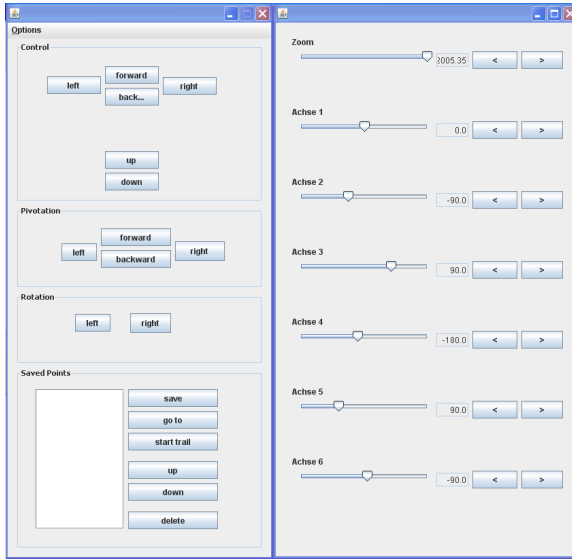 Options
Control
forward
left
right
back...
up
down
Pivotation
forward
left
right
backward
Rotation
left
right
Saved Points
save
go to
start trail
up
down
delete
Zoom
2005.35 < >
Achse 1
0.0 < >
Achse 2
-90.0 < >
Achse 3
90.0 < >
Achse 4
-180.0 < >
Achse 5
90.0 < >
Achse 6
-90.0 < >